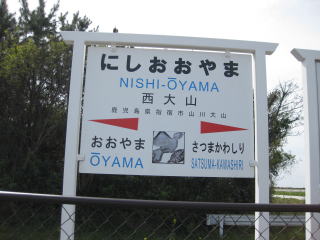 にしおおやま
NISHI-ŌYAMA
西大山
鹿児島県指宿市山川大山
おおやま さつまかわしり
ŌYAMA SATSUMA-KAWASHIRI